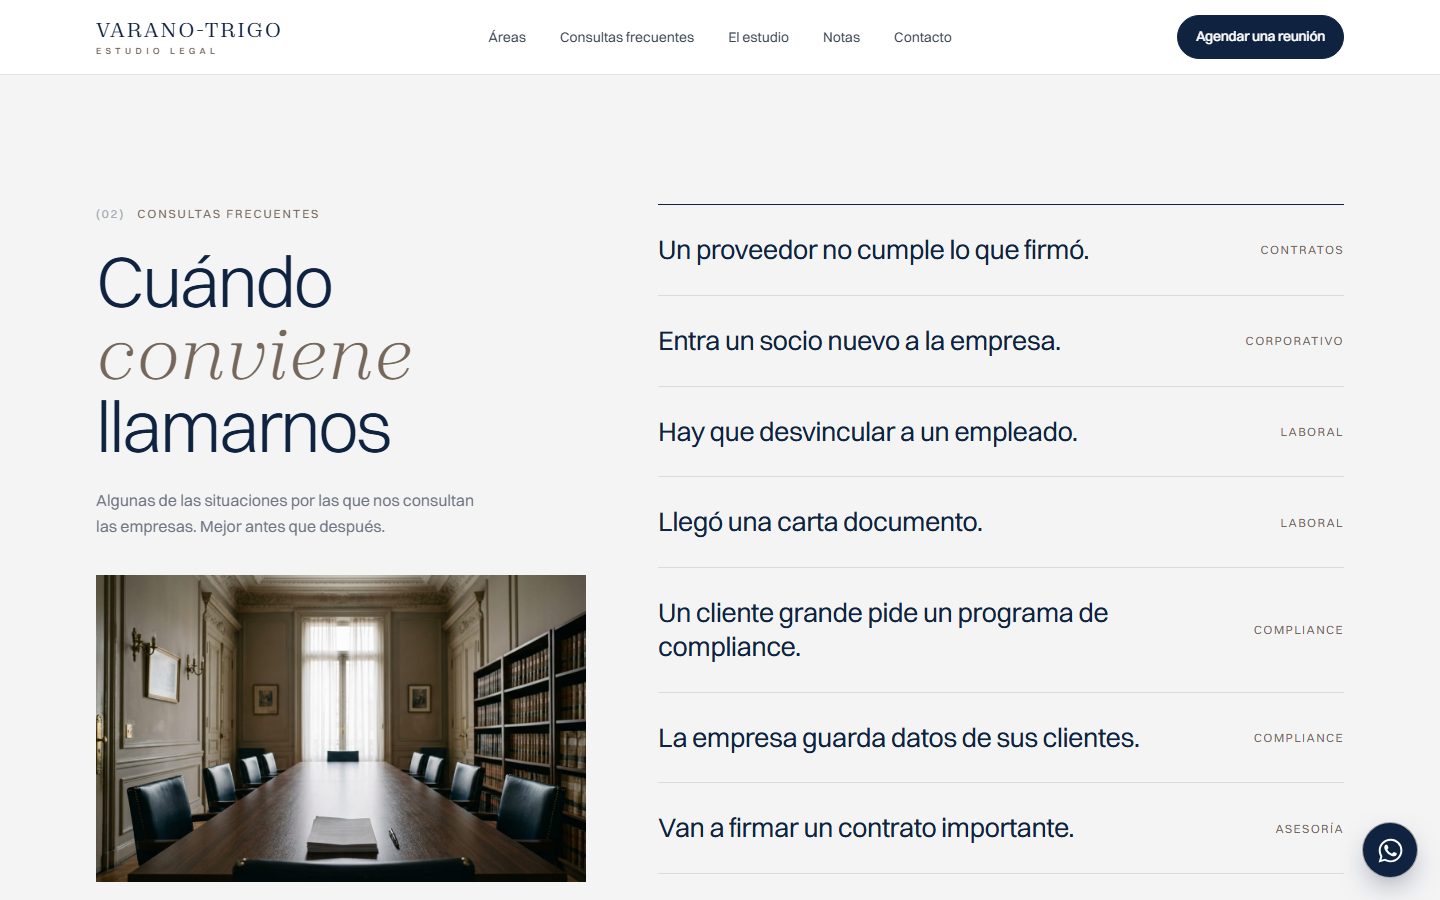 VARANO-TRIGO
ESTUDIO LEGAL
Áreas
Consultas frecuentes
El estudio
Notas
Contacto
Agendar una reunión
(02) CONSULTAS FRECUENTES
Cuándo
conviene
llamarnos
Algunas de las situaciones por las que nos consultan
las empresas. Mejor antes que después.
Un proveedor no cumple lo que firmó.
CONTRATOS
Entra un socio nuevo a la empresa.
CORPORATIVO
Hay que desvincular a un empleado.
LABORAL
Llegó una carta documento.
LABORAL
Un cliente grande pide un programa de
compliance.
COMPLIANCE
La empresa guarda datos de sus clientes.
COMPLIANCE
Van a firmar un contrato importante.
ASESORÍA